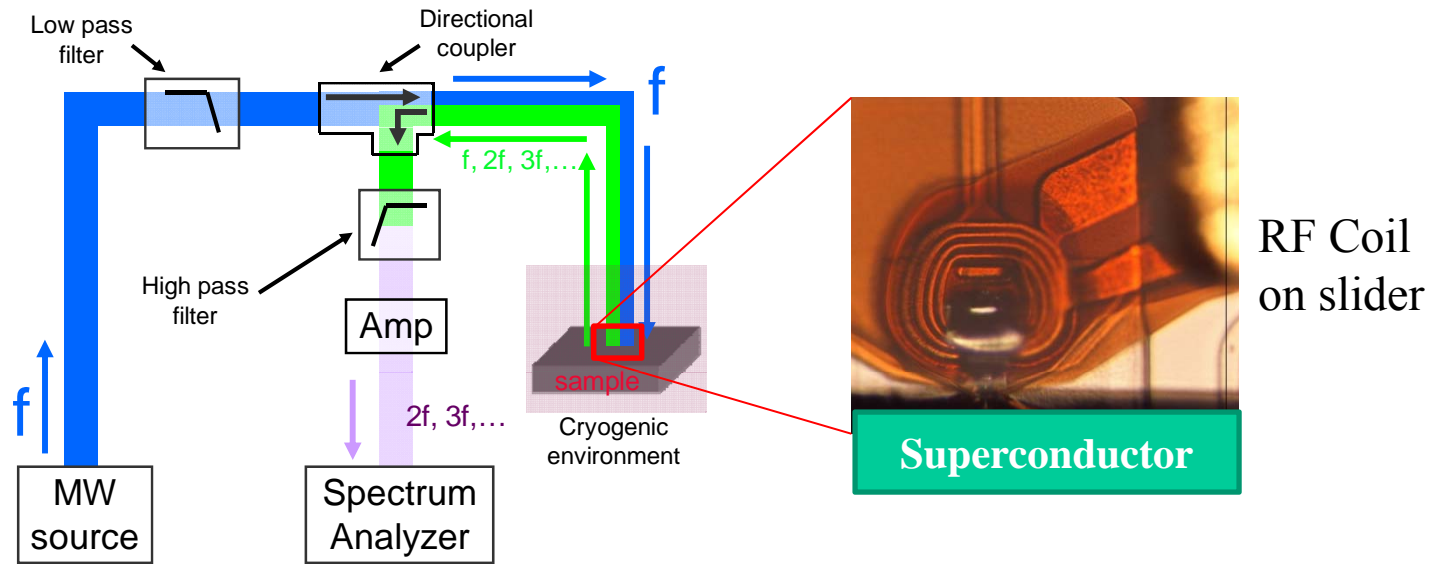 Low pass
filter
Directional
coupler
f
f, 2f, 3f,...
High pass
filter
Amp
sample
f
2f, 3f,...
Cryogenic
environment
MW
source
Spectrum
Analyzer
RF Coil
on slider
Superconductor